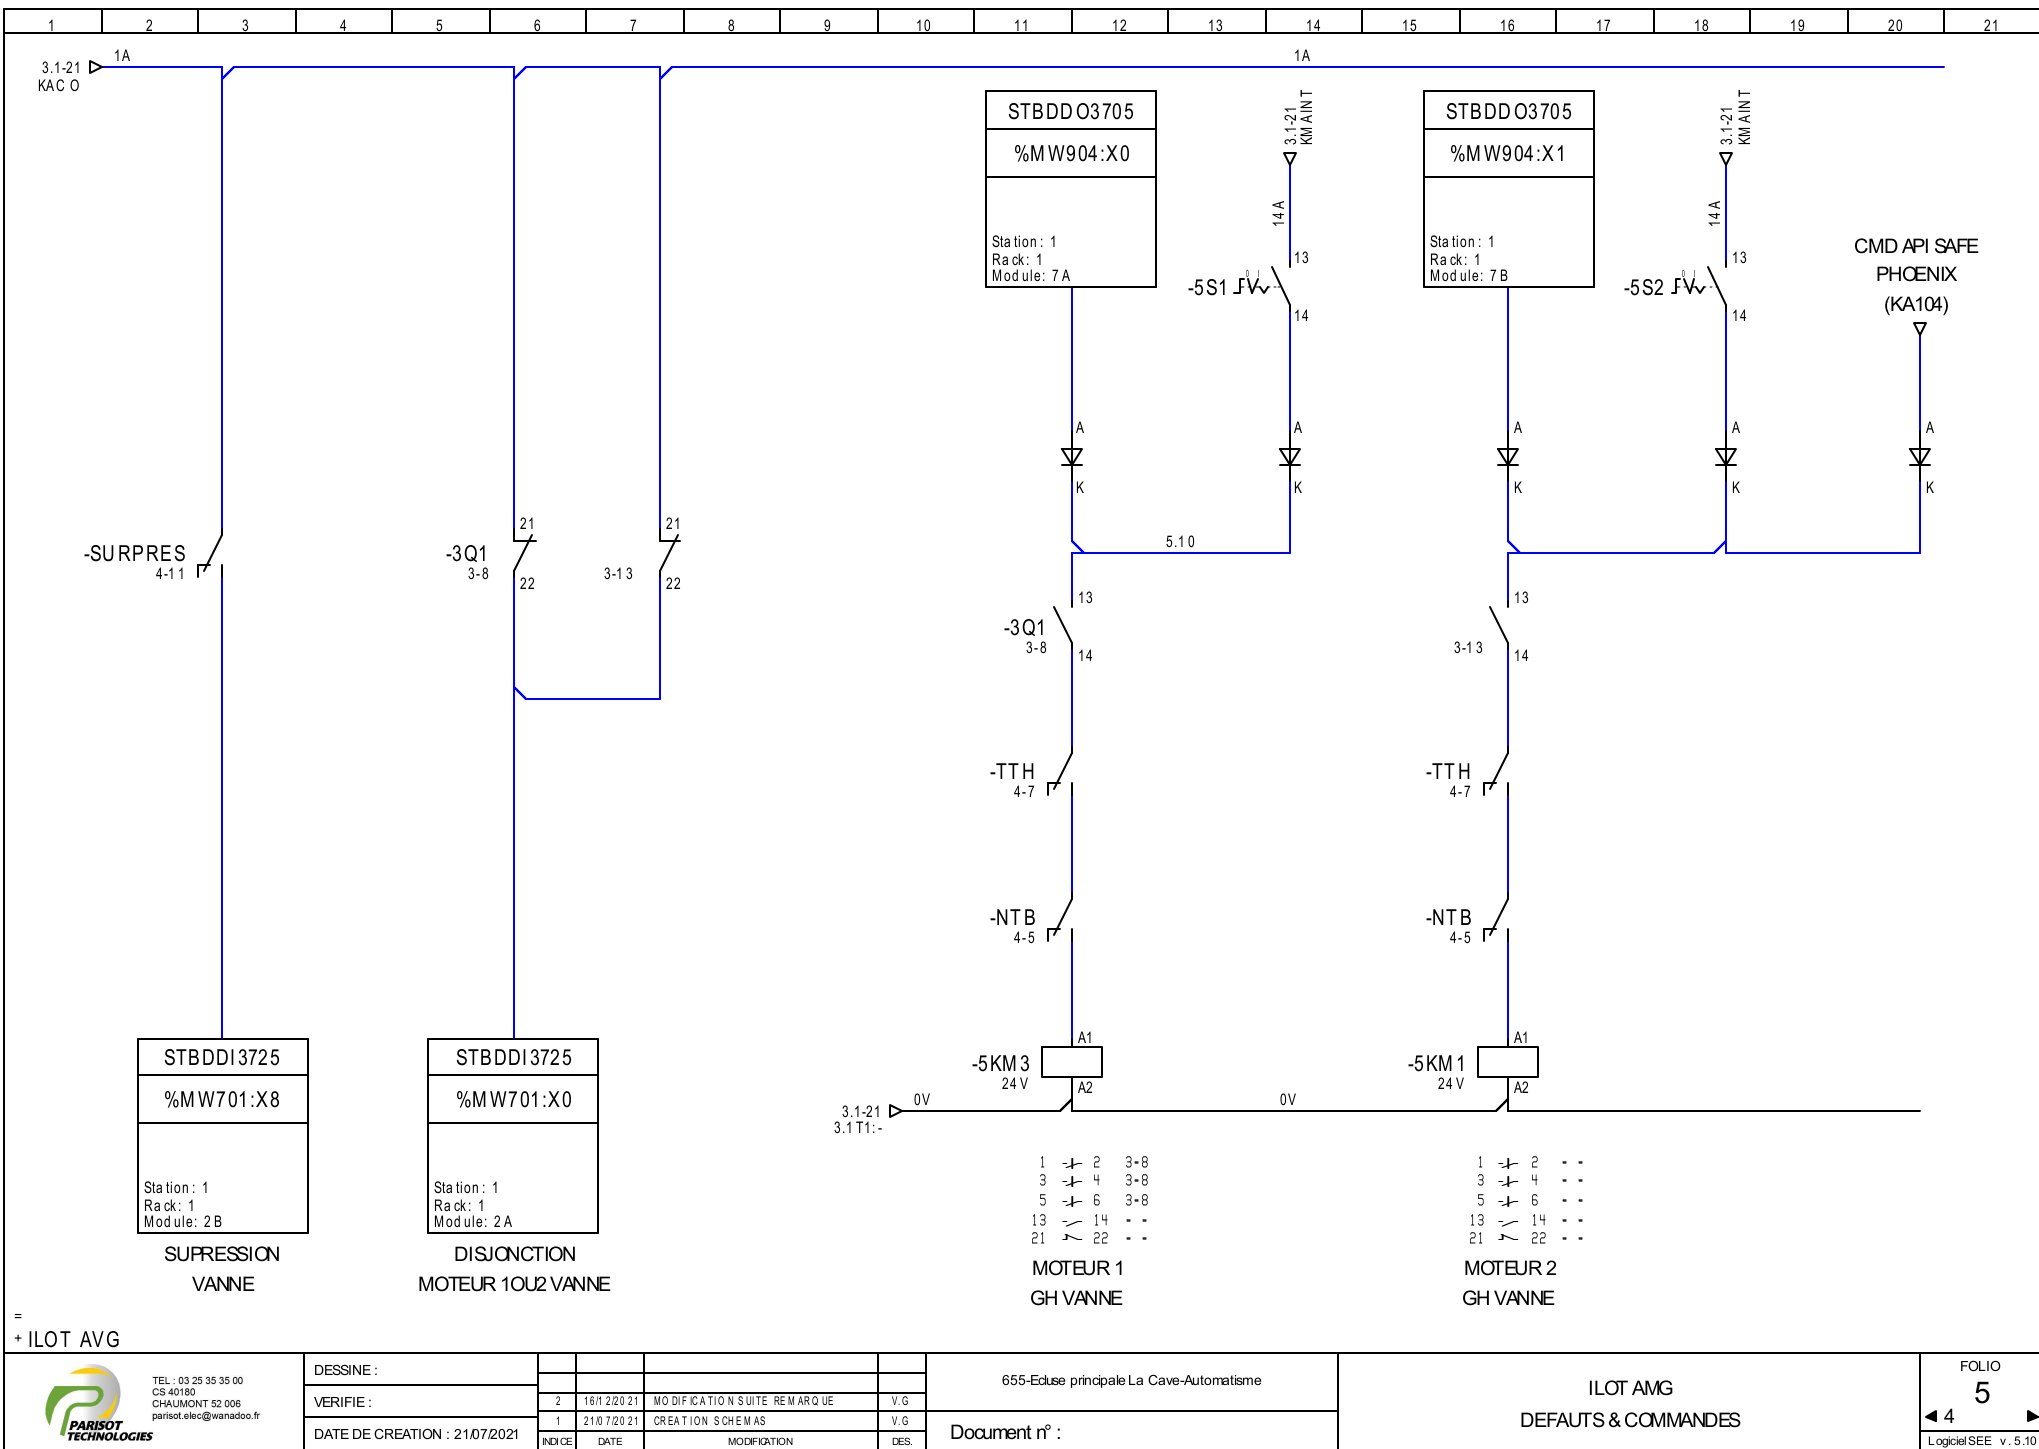 1 2 3 4 5 6 7 8 9 10 11 12 13 14 15 16 17 18 19 20 21
3.1-21
KACO
1A
1A
STBDDO3705
%MW904:X0
Station: 1
Rack: 1
Module: 7A
3.1-21
KMAINT
14A
13
-5S1
0 I
14
STBDDO3705
%MW904:X1
Station: 1
Rack: 1
Module: 7B
3.1-21
KMAINT
14A
13
-5S2
0 I
14
CMD API SAFE
PHOENIX
(KA104)
A
K
A
K
A
K
A
K
A
K
-SURPRES
4-11
21
-3Q1
3-8
22
21
3-13
22
5.10
13
-3Q1
3-8
14
13
3-13
14
-TTH
4-7
-TTH
4-7
-NTB
4-5
-NTB
4-5
A1
-5KM3
24V
A2
A1
-5KM1
24V
A2
3.1-21
3.1T1:-
0V
0V
STBDDI3725
%MW701:X8
Station: 1
Rack: 1
Module: 2B
SUPRESSION
VANNE
STBDDI3725
%MW701:X0
Station: 1
Rack: 1
Module: 2A
DISJONCTION
MOTEUR 1OU2 VANNE
1 2 3-8
3 4 3-8
5 6 3-8
13 14 - -
21 22 - -
MOTEUR 1
GH VANNE
1 2 - -
3 4 - -
5 6 - -
13 14 - -
21 22 - -
MOTEUR 2
GH VANNE
=
+ ILOT AVG
PARISOT
TECHNOLOGIES
TEL : 03 25 35 35 00
CS 40180
CHAUMONT 52 006
parisot.elec@wanadoo.fr
DESSINE :
VERIFIE :
DATE DE CREATION : 21/07/2021
2 16/12/2021 MODIFICATION SUITE REMARQUE V.G
1 21/07/2021 CREATION SCHEMAS V.G
INDICE DATE MODIFICATION DES.
655-Ecluse principale La Cave-Automatisme
Document n° :
ILOT AMG
DEFAUTS & COMMANDES
FOLIO
5
4
Logiciel SEE v. 5.10